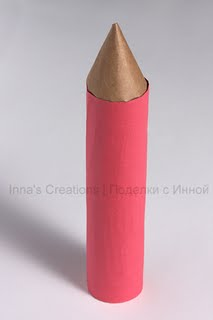 Inna's Creations | Поделки с Инной